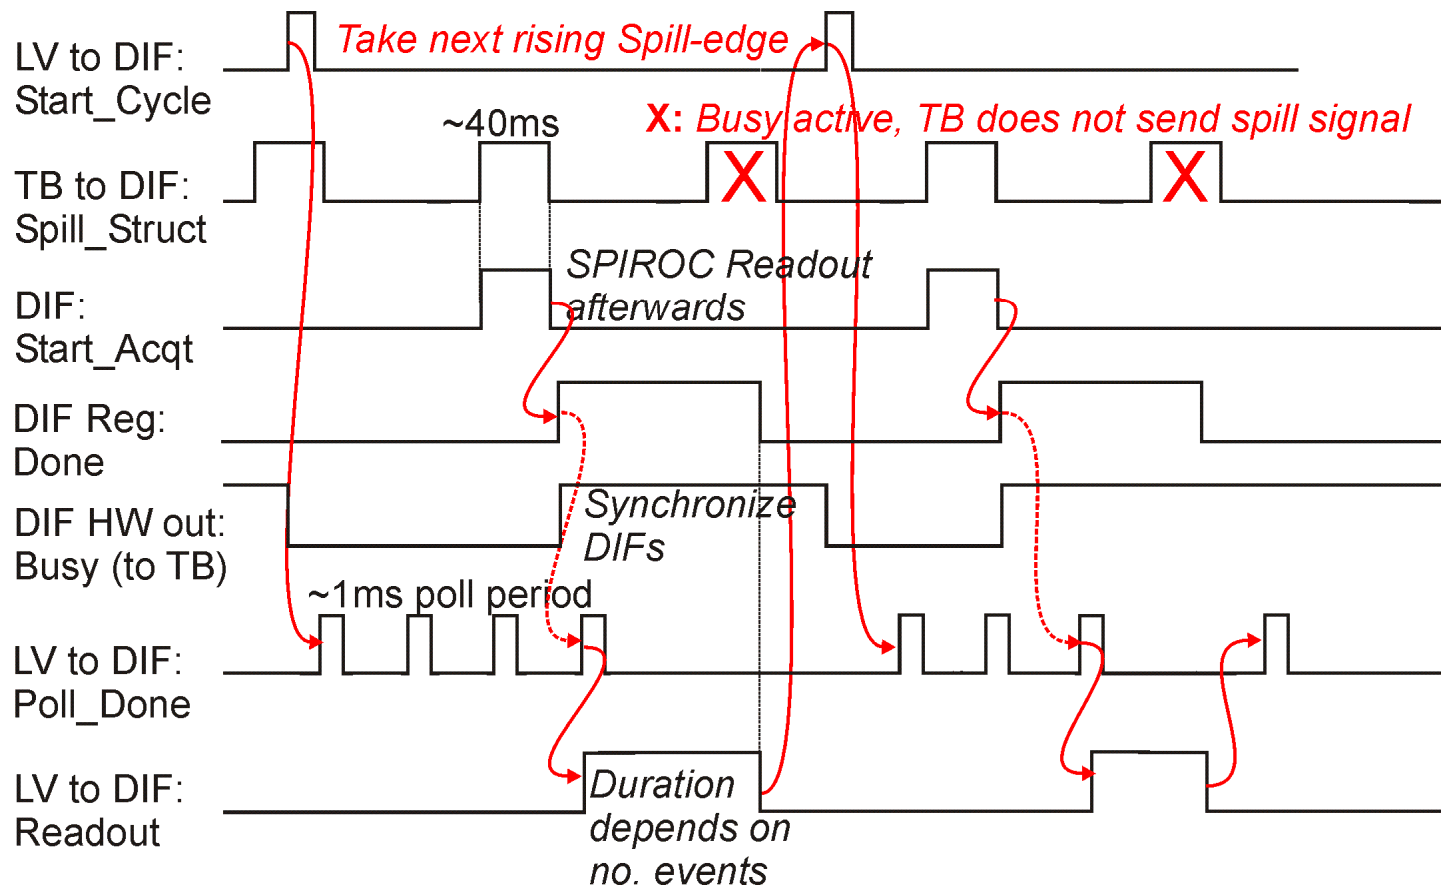 LV to DIF:
Start_Cycle
Take next rising Spill-edge
~40ms
X: Busy active, TB does not send spill signal
TB to DIF:
Spill_Struct
X
X
DIF:
Start_Acqt
SPIROC Readout
afterwards
DIF Reg:
Done
DIF HW out:
Busy (to TB)
Synchronize
DIFs
~1ms poll period
LV to DIF:
Poll_Done
LV to DIF:
Readout
Duration
depends on
no. events